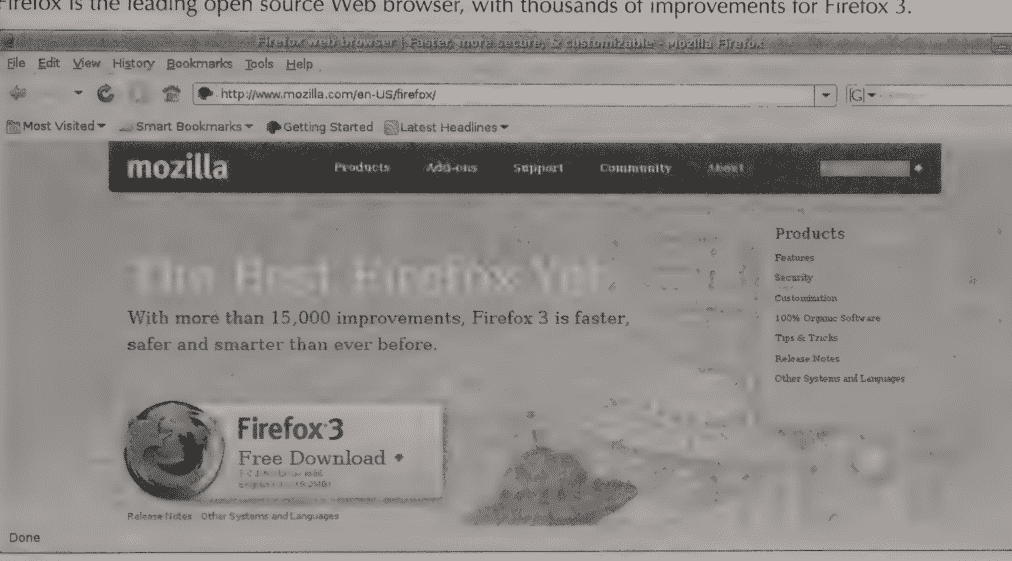 Firefox is the leading open source Web browser, with thousands of improvements for Firefox 3.
Firefox web browser | Faster, more secure, & customizable - Mozilla Firefox
File Edit View History Bookmarks Tools Help
http://www.mozilla.com/en-US/firefox/
G
Most Visited Smart Bookmarks Getting Started Latest Headlines
mozilla Products Add-ons Support Community About
The Best Firefox Yet
With more than 15,000 improvements, Firefox 3 is faster,
safer and smarter than ever before.
Products
Features
Security
Customization
100% Organic Software
Tips & Tricks
Release Notes
Other Systems and Languages
Firefox 3
Free Download
Release Notes Other Systems and Languages
Done